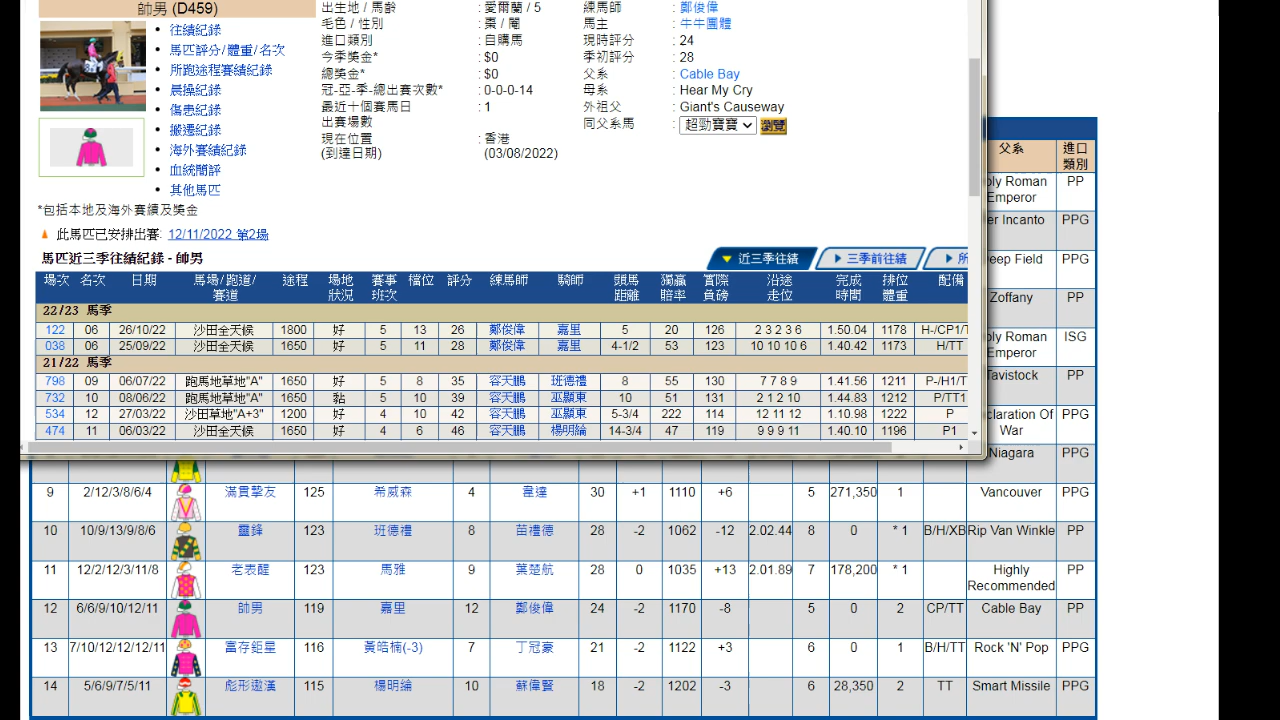 帥男 (D459)
往績紀錄
馬匹評分/體重/名次
所跑途程賽績紀錄
晨操紀錄
傷患紀錄
搬遷紀錄
海外賽績紀錄
血統簡評
其他馬匹
出生地 / 馬齡 : 愛爾蘭 / 5 練馬師 : 鄭俊偉
毛色 / 性別 : 棗 / 閹 馬主 : 牛牛團體
進口類別 : 自購馬 現時評分 : 24
今季獎金* : $0 季初評分 : 28
總獎金* : $0 父系 : Cable Bay
冠-亞-季-總出賽次數* : 0-0-0-14 母系 : Hear My Cry
最近十個賽馬日 : 1 外祖父 : Giant's Causeway
出賽場數 同父系馬 : 超勁寶寶 瀏覽
現在位置 : 香港
(到達日期) (03/08/2022)
*包括本地及海外賽績及獎金
此馬匹已安排出賽: 12/11/2022 第2場
馬匹近三季往績紀錄 - 帥男 近三季往績 三季前往績 所
場次 名次 日期 馬場/跑道/賽道 途程 場地狀況 賽事班次 檔位 評分 練馬師 騎師 頭馬距離 獨贏賠率 實際負磅 沿途走位 完成時間 排位體重 配備
22/23 馬季
122 06 26/10/22 沙田全天候 1800 好 5 13 26 鄭俊偉 嘉里 5 20 126 2 3 2 3 6 1.50.04 1178 H-/CP1/T
038 06 25/09/22 沙田全天候 1650 好 5 11 28 鄭俊偉 嘉里 4-1/2 53 123 10 10 10 6 1.40.42 1173 H/TT
21/22 馬季
798 09 06/07/22 跑馬地草地"A" 1650 好 5 8 35 容天鵬 班德禮 8 55 130 7 7 8 9 1.41.56 1211 P-/H1/T
732 10 08/06/22 跑馬地草地"A" 1650 黏 5 10 39 容天鵬 巫顯東 10 51 131 2 1 2 10 1.44.83 1212 P/TT1
534 12 27/03/22 沙田草地"A+3" 1200 好 4 10 42 容天鵬 巫顯東 5-3/4 222 114 12 11 12 1.10.98 1222 P
474 11 06/03/22 沙田全天候 1650 好 4 6 46 容天鵬 楊明綸 14-3/4 47 119 9 9 9 11 1.40.10 1196 P1
父系 進口類別
oly Roman Emperor PP
er Incanto PPG
eep Field PPG
Zoffany PP
oly Roman Emperor ISG
Tavistock PP
claration Of War PPG
Niagara PPG
9 2/12/3/8/6/4 滿貫摯友 125 希威森 4 韋達 30 +1 1110 +6 5 271,350 1 Vancouver PPG
10 10/9/13/9/8/6 靈鋒 123 班德禮 8 苗禮德 28 -2 1062 -12 2.02.44 8 0 * 1 B/H/XB Rip Van Winkle PP
11 12/2/12/3/11/8 老表醒 123 馬雅 9 葉楚航 28 0 1035 +13 2.01.89 7 178,200 * 1 Highly Recommended PP
12 6/6/9/10/12/11 帥男 119 嘉里 12 鄭俊偉 24 -2 1170 -8 5 0 2 CP/TT Cable Bay PP
13 7/10/12/12/12/11 富存鉅星 116 黃皓楠(-3) 7 丁冠豪 21 -2 1122 +3 6 0 1 B/H/TT Rock 'N' Pop PPG
14 5/6/9/7/5/11 彪形遨漢 115 楊明綸 10 蘇偉賢 18 -2 1202 -3 6 28,350 2 TT Smart Missile PPG